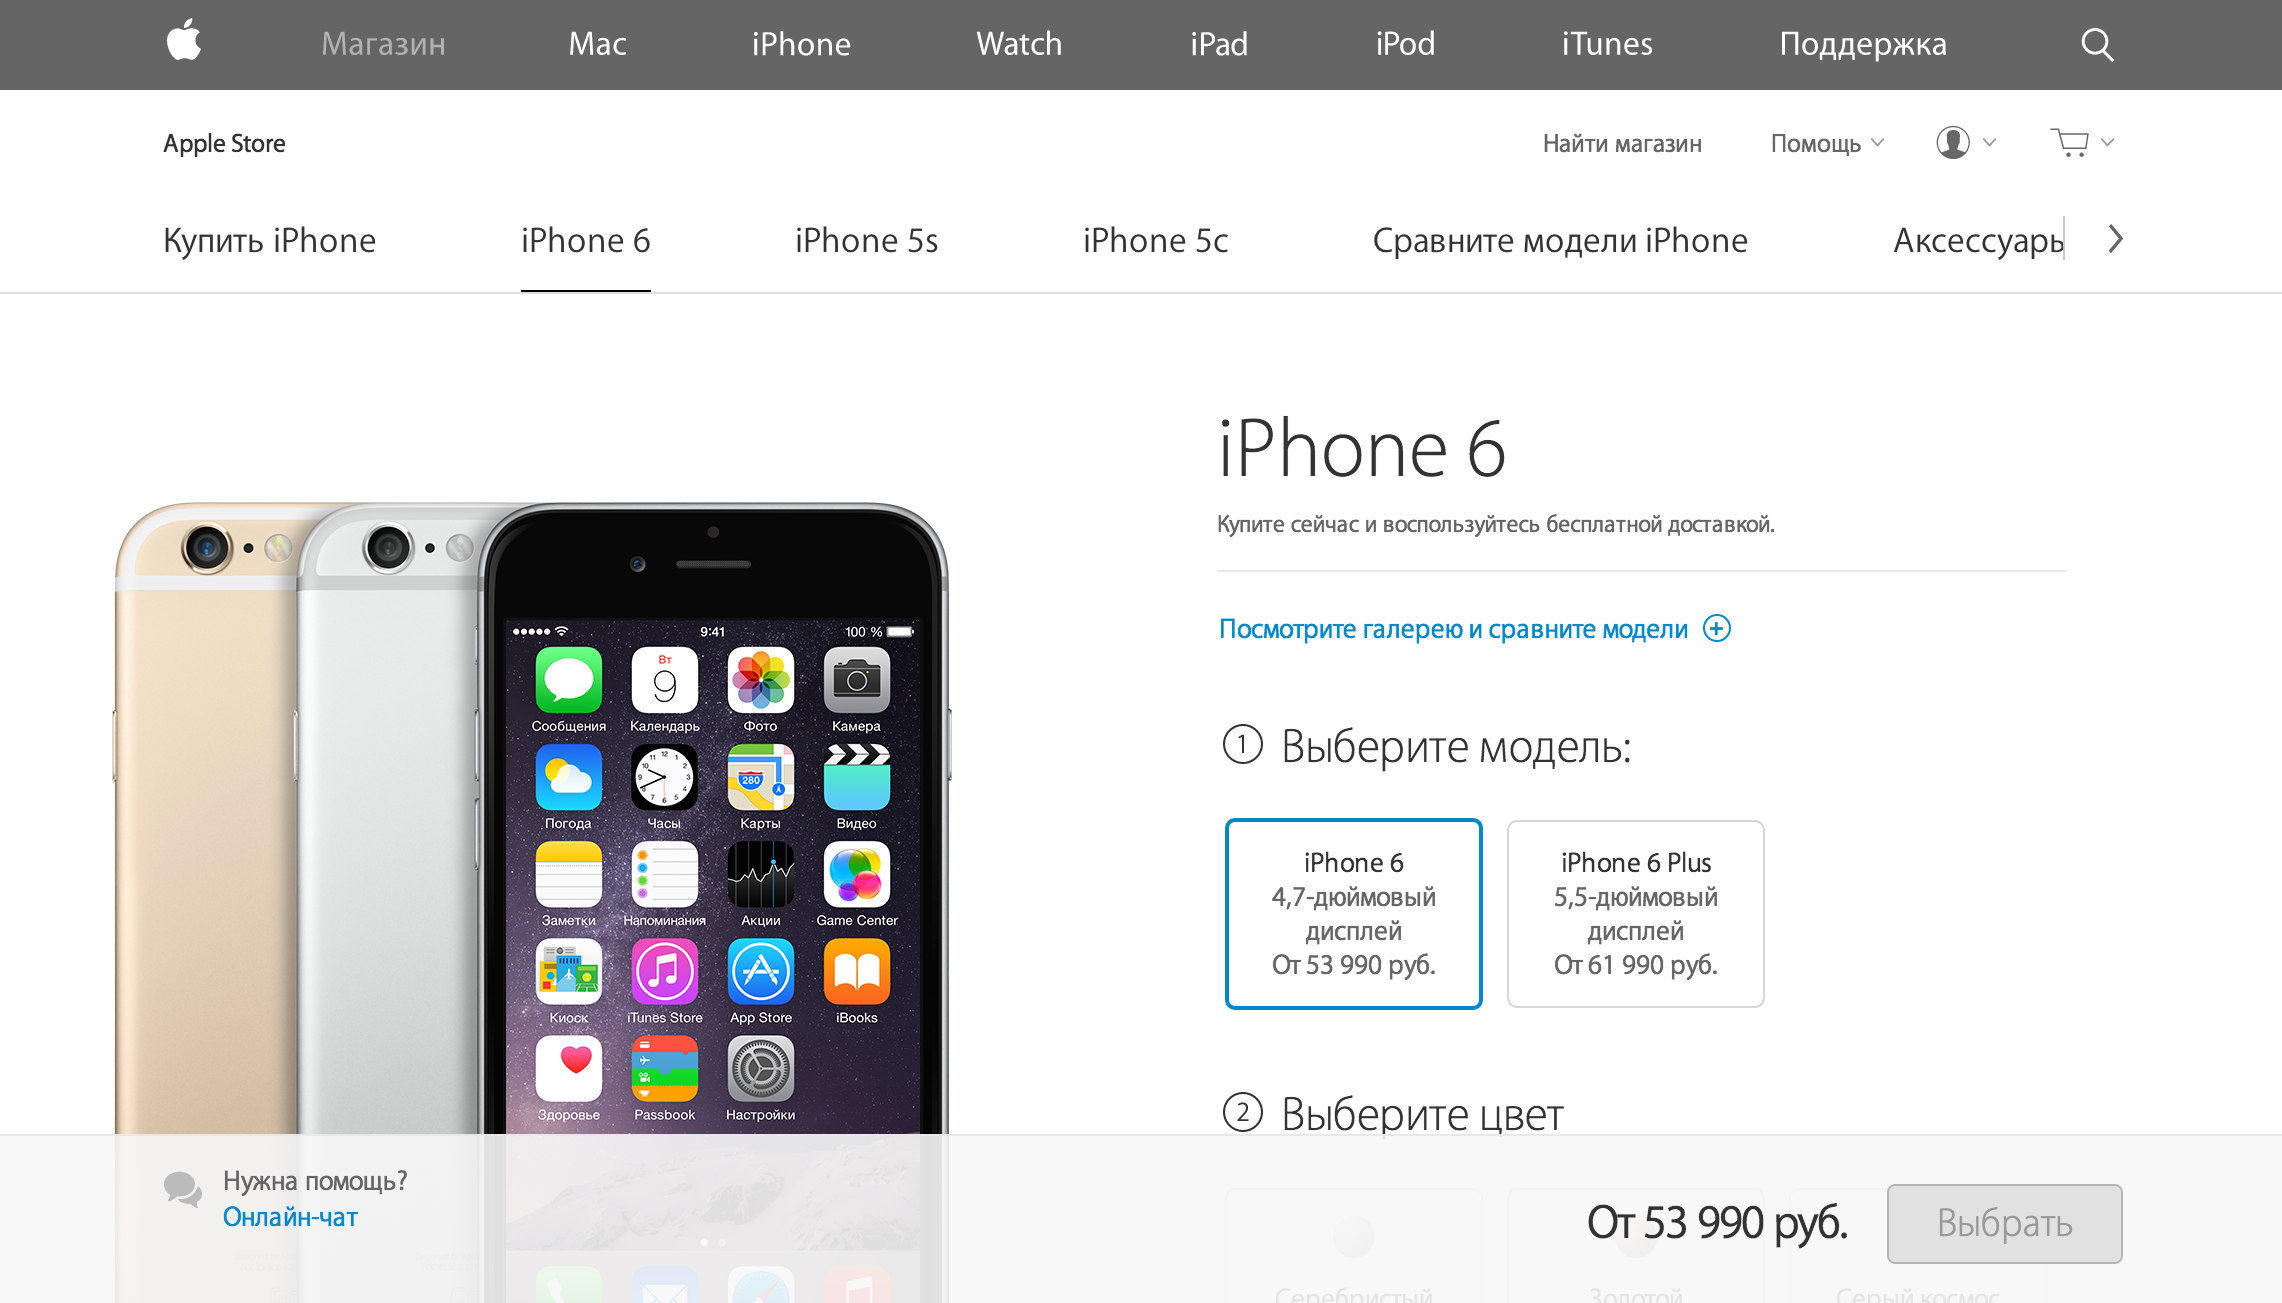 Магазин Mac iPhone Watch iPad iPod iTunes Поддержка
Apple Store Найти магазин Помощь
Купить iPhone iPhone 6 iPhone 5s iPhone 5c Сравните модели iPhone Аксессуары
iPhone 6
Купите сейчас и воспользуйтесь бесплатной доставкой.
Посмотрите галерею и сравните модели
1 Выберите модель:
iPhone 6
4,7-дюймовый
дисплей
От 53 990 руб.
iPhone 6 Plus
5,5-дюймовый
дисплей
От 61 990 руб.
2 Выберите цвет
Серебристый Золотой Серый космос
9:41 100 %
Вт
9
Сообщения Календарь Фото Камера
280
Погода Часы Карты Видео
Заметки Напоминания Акции Game Center
Киоск iTunes Store App Store iBooks
Здоровье Passbook Настройки
Нужна помощь?
Онлайн-чат
От 53 990 руб. Выбрать